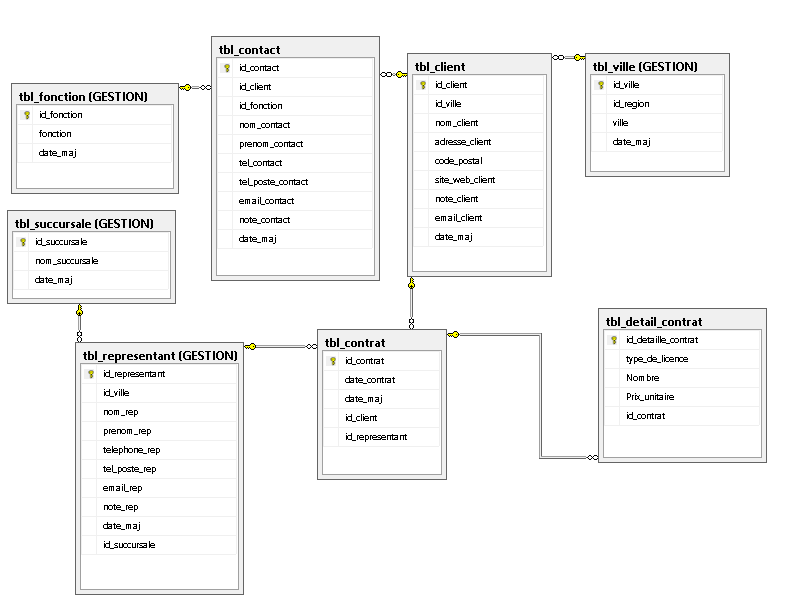 tbl_fonction (GESTION)
id_fonction
fonction
date_maj
tbl_contact
id_contact
id_client
id_fonction
nom_contact
prenom_contact
tel_contact
tel_poste_contact
email_contact
note_contact
date_maj
tbl_client
id_client
id_ville
nom_client
adresse_client
code_postal
site_web_client
note_client
email_client
date_maj
tbl_ville (GESTION)
id_ville
id_region
ville
date_maj
tbl_succursale (GESTION)
id_succursale
nom_succursale
date_maj
tbl_representant (GESTION)
id_representant
id_ville
nom_rep
prenom_rep
telephone_rep
tel_poste_rep
email_rep
note_rep
date_maj
id_succursale
tbl_contrat
id_contrat
date_contrat
date_maj
id_client
id_representant
tbl_detail_contrat
id_detaille_contrat
type_de_licence
Nombre
Prix_unitaire
id_contrat